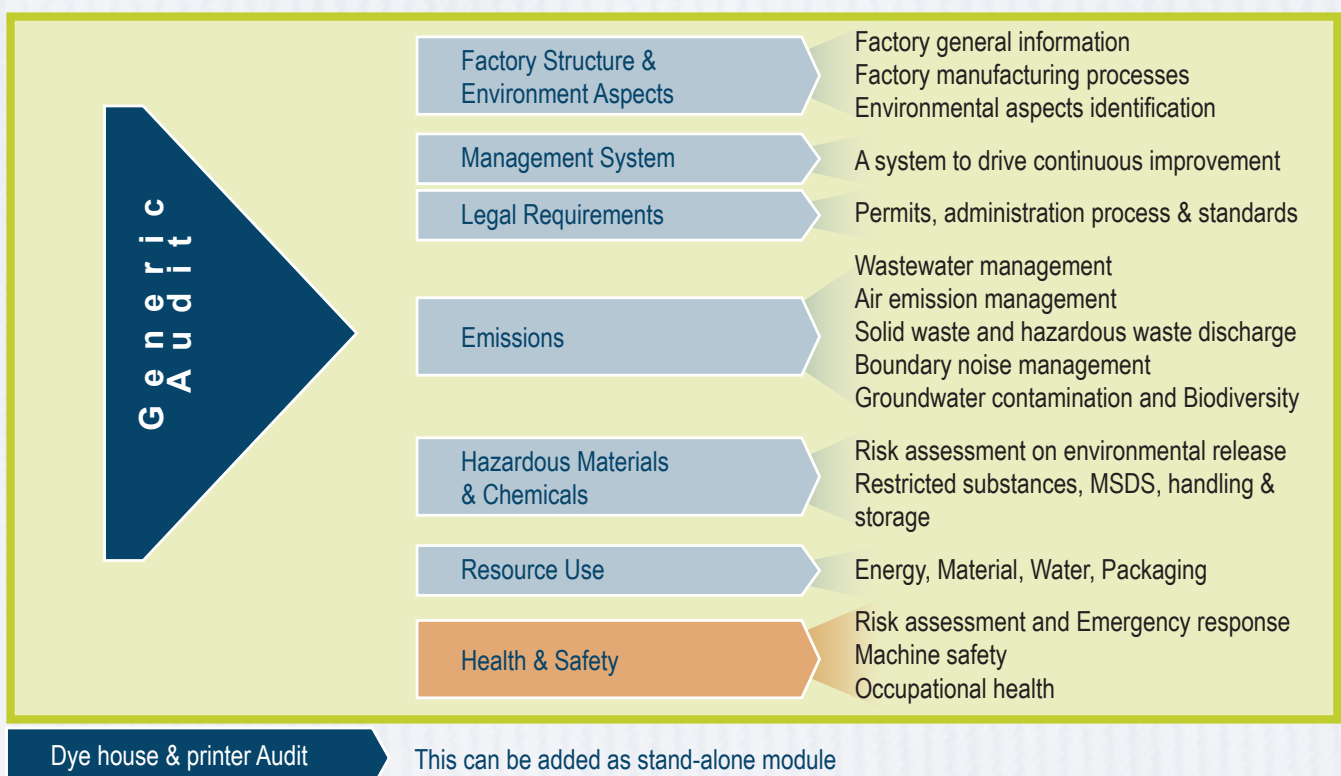 Generic
Audit
Factory Structure &
Environment Aspects
Factory general information
Factory manufacturing processes
Environmental aspects identification
Management System
A system to drive continuous improvement
Legal Requirements
Permits, administration process & standards
Emissions
Wastewater management
Air emission management
Solid waste and hazardous waste discharge
Boundary noise management
Groundwater contamination and Biodiversity
Hazardous Materials
& Chemicals
Risk assessment on environmental release
Restricted substances, MSDS, handling &
storage
Resource Use
Energy, Material, Water, Packaging
Health & Safety
Risk assessment and Emergency response
Machine safety
Occupational health
Dye house & printer Audit
This can be added as stand-alone module